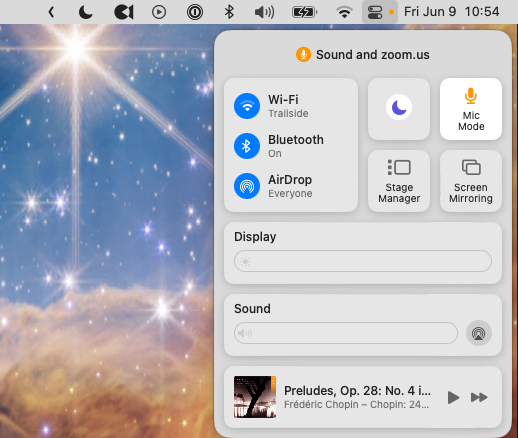 Fri Jun 9 10:54
Sound and zoom.us
Wi-Fi
Trailside
Bluetooth
On
AirDrop
Everyone
Mic
Mode
Stage
Manager
Screen
Mirroring
Display
Sound
Preludes, Op. 28: No. 4 i...
Frédéric Chopin – Chopin: 24...